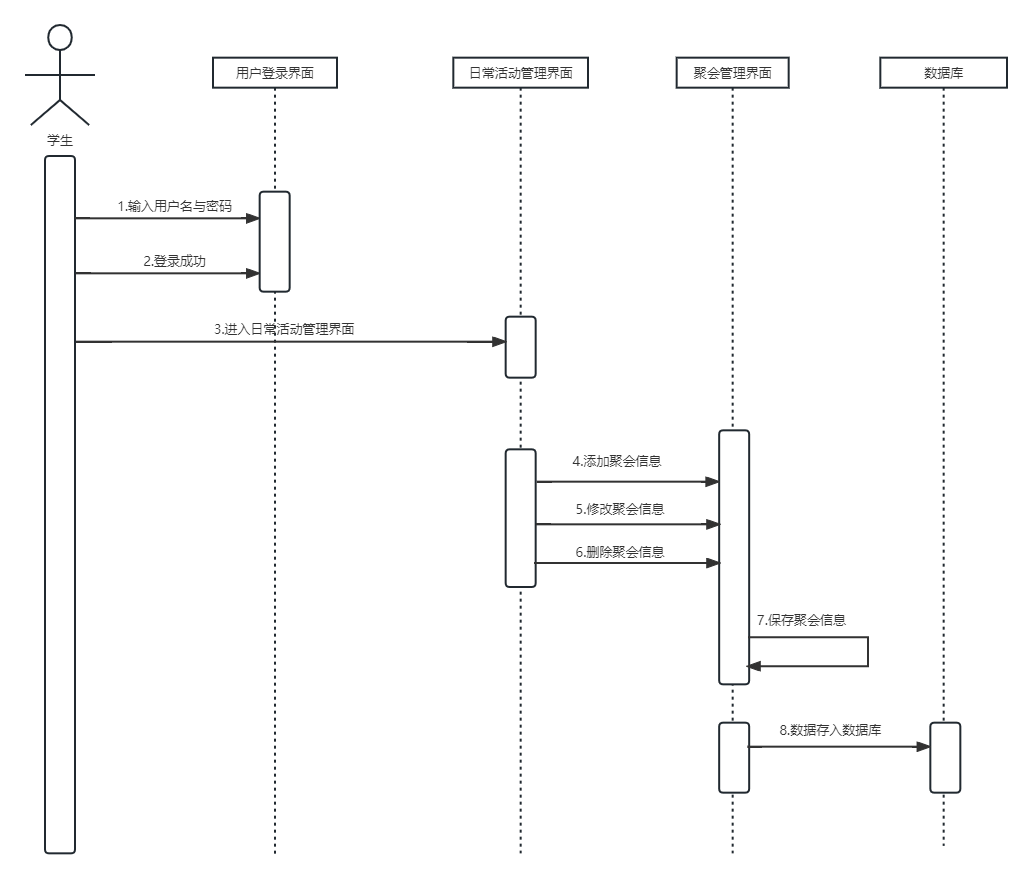 用户登录界面
日常活动管理界面
聚会管理界面
数据库
学生
1.输入用户名与密码
2.登录成功
3.进入日常活动管理界面
4.添加聚会信息
5.修改聚会信息
6.删除聚会信息
7.保存聚会信息
8.数据存入数据库